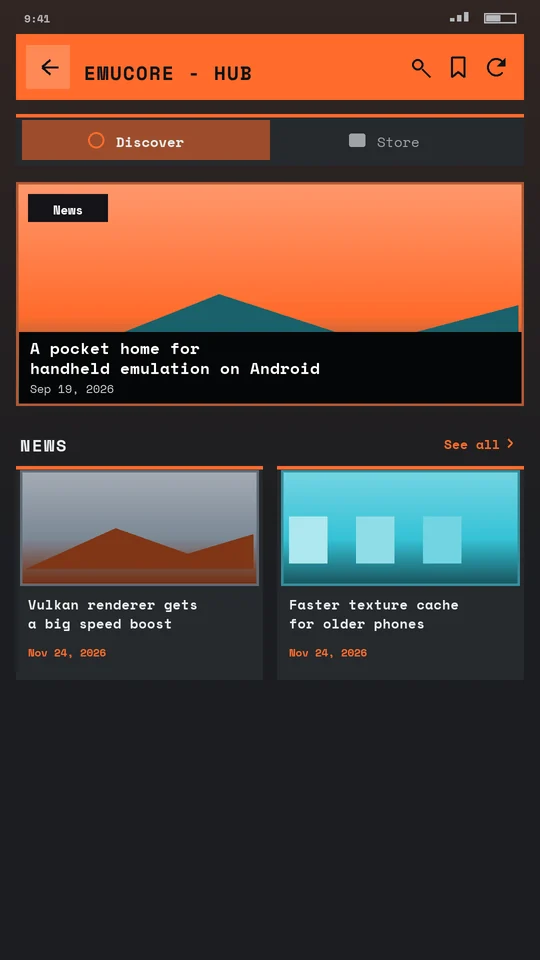 9:41
EMUCORE - HUB
Discover
Store
News
A pocket home for
handheld emulation on Android
Sep 19, 2026
NEWS
See all
Vulkan renderer gets
a big speed boost
Nov 24, 2026
Faster texture cache
for older phones
Nov 24, 2026